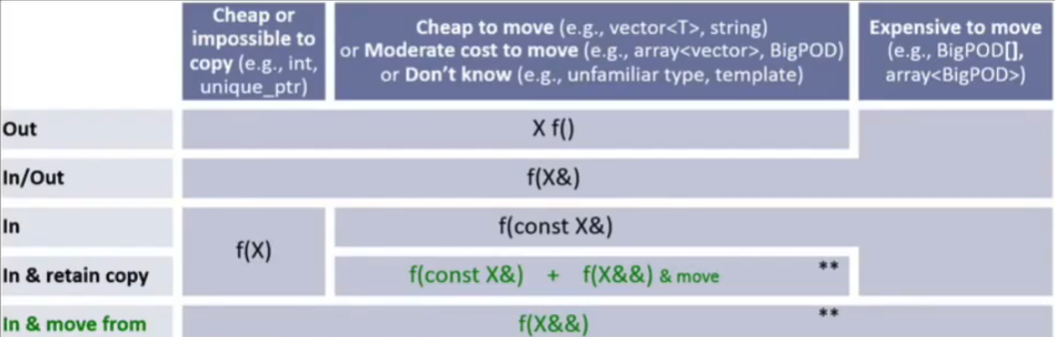 Cheap or
impossible to
copy (e.g., int,
unique_ptr)
Cheap to move (e.g., vector<T>, string)
or Moderate cost to move (e.g., array<vector>, BigPOD)
or Don't know (e.g., unfamiliar type, template)
Expensive to move
(e.g., BigPOD[],
array<BigPOD>)
Out
X f()
In/Out
f(X&)
In
f(const X&)
f(X)
In & retain copy
f(const X&) + f(X&&) & move **
In & move from
f(X&&) **